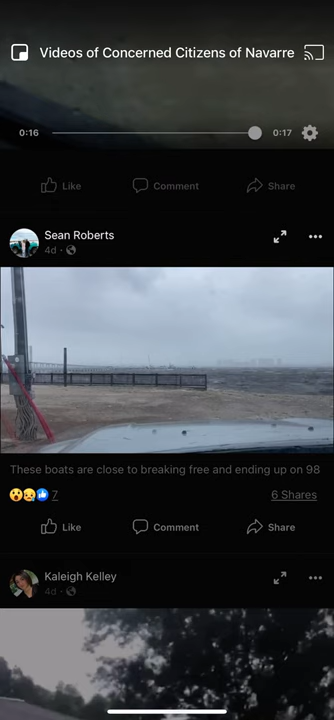 Videos of Concerned Citizens of Navarre
0:16
0:17
Like
Comment
Share
Sean Roberts
4d ·
These boats are close to breaking free and ending up on 98
7
6 Shares
Like
Comment
Share
Kaleigh Kelley
4d ·